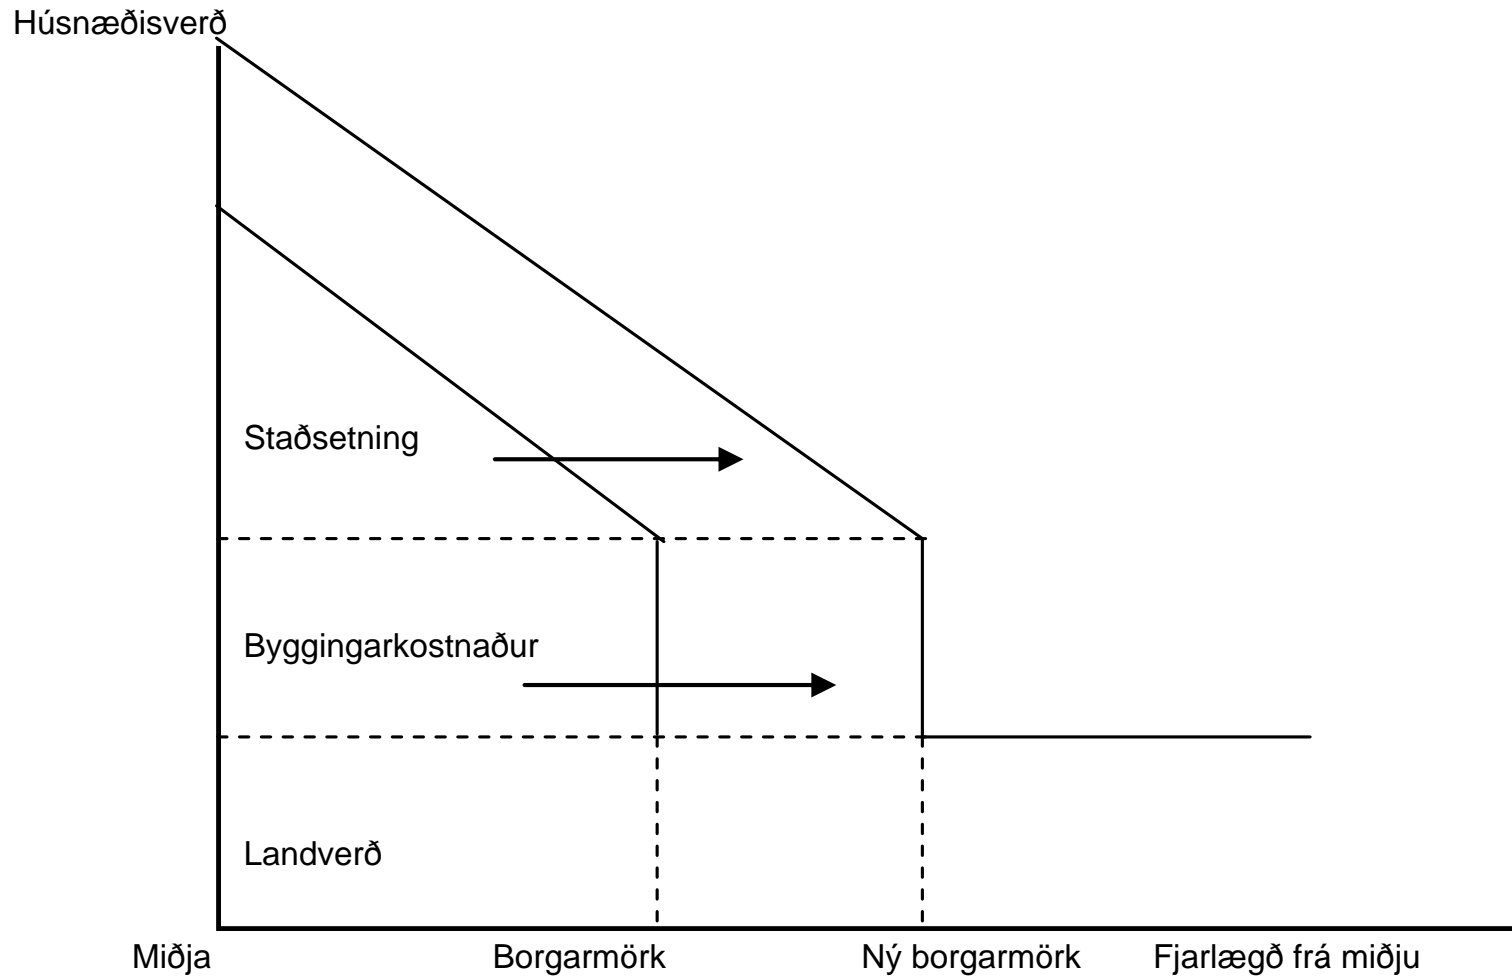 Húsnæðisverð
Staðsetning
Byggingarkostnaður
Landverð
Miðja Borgarmörk Ný borgarmörk Fjarlægð frá miðju